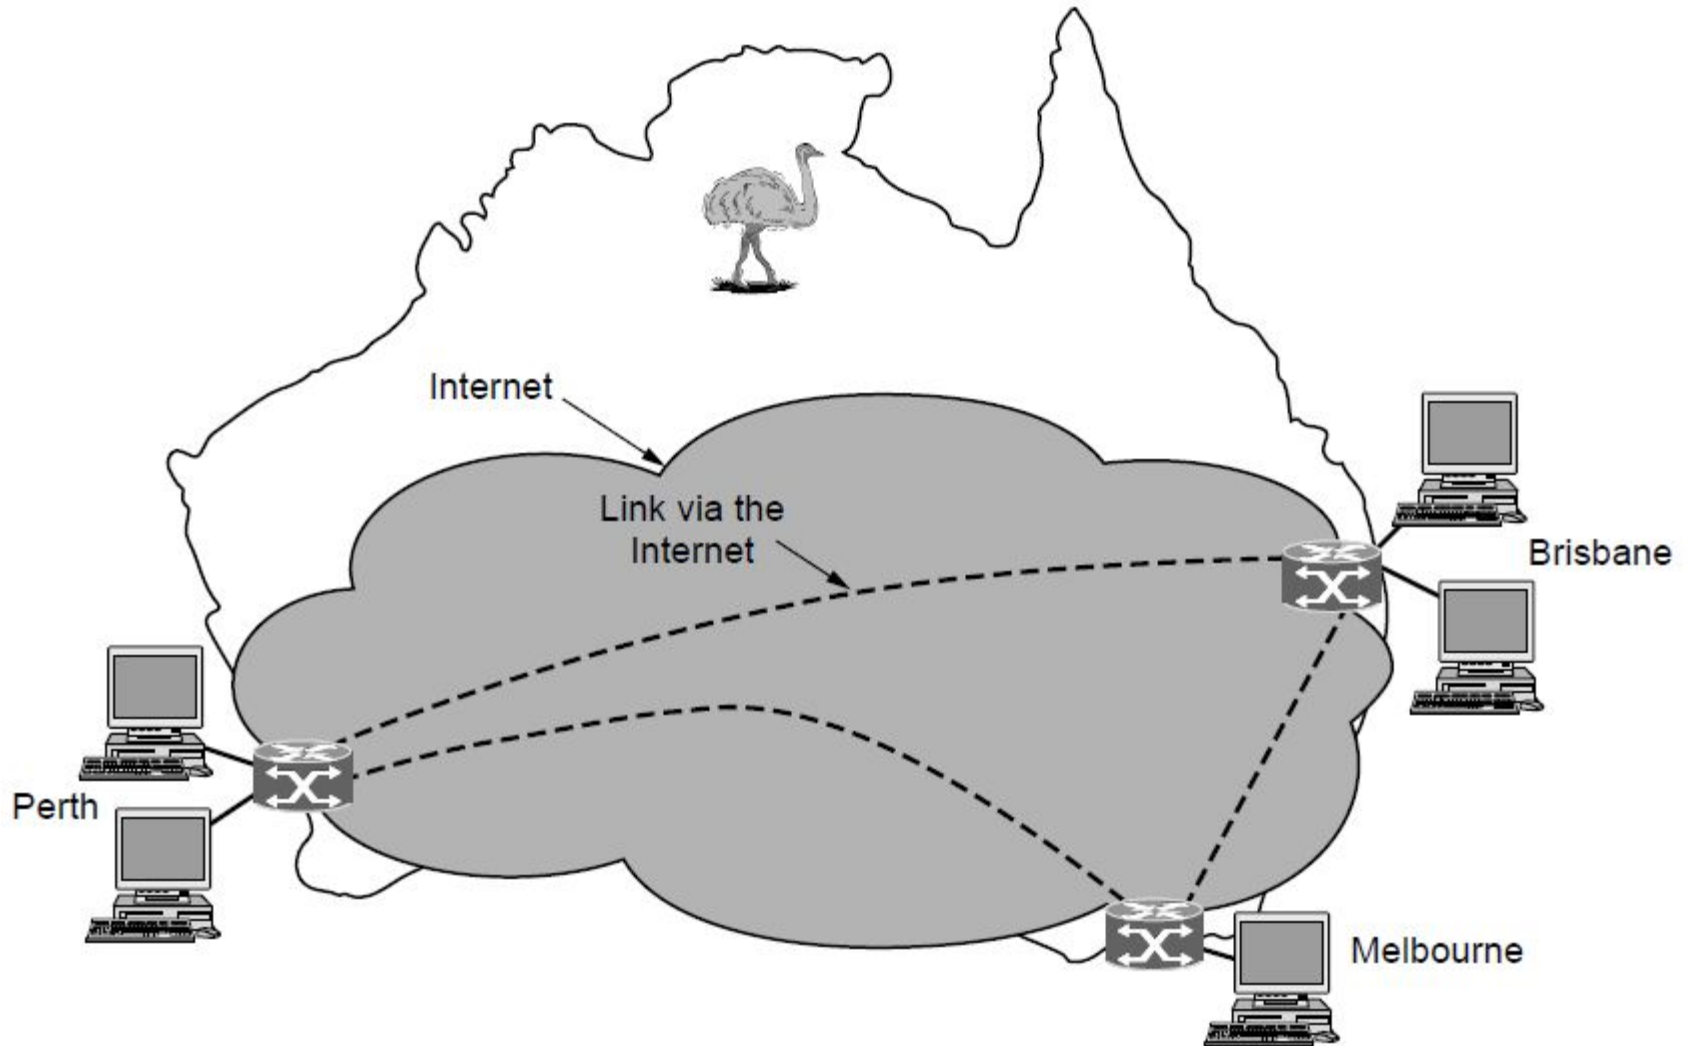 Internet
Link via the
Internet
Brisbane
Perth
Melbourne